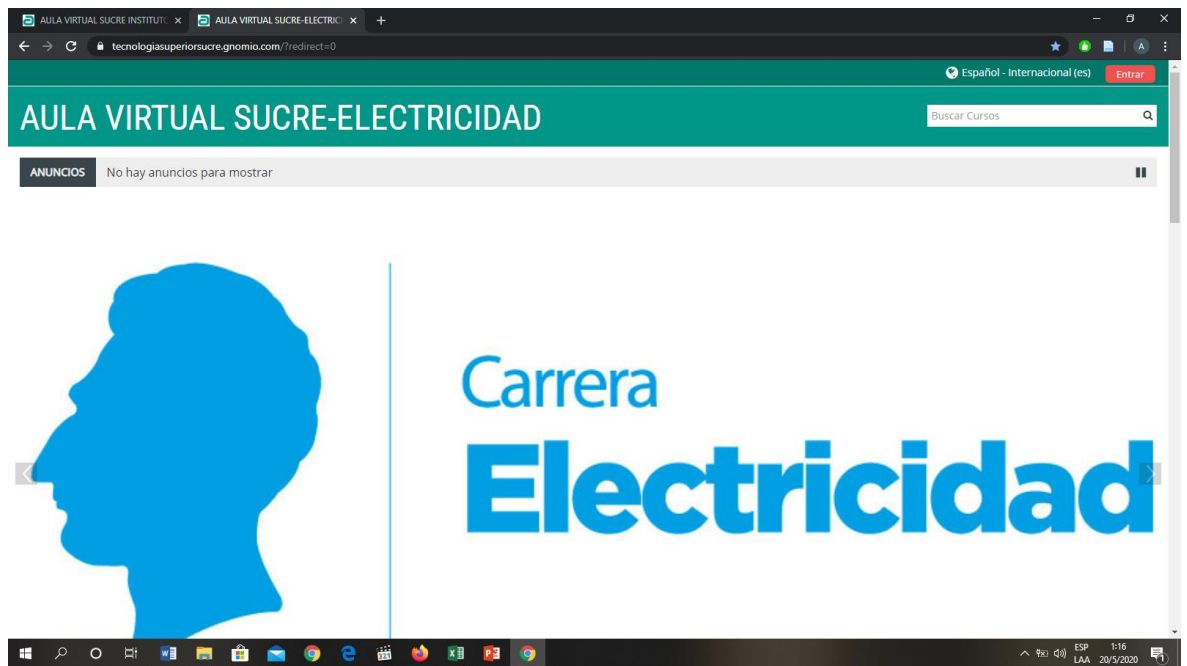 AULA VIRTUAL SUCRE INSTITUTO
AULA VIRTUAL SUCRE-ELECTRIC
tecnologiasuperiorsucre.gnomio.com/?redirect=0
A
Español - Internacional (es)
Entrar
AULA VIRTUAL SUCRE-ELECTRICIDAD
Buscar Cursos
ANUNCIOS No hay anuncios para mostrar
Carrera
Electricidad
ESP 1:16
LAA 20/5/2020